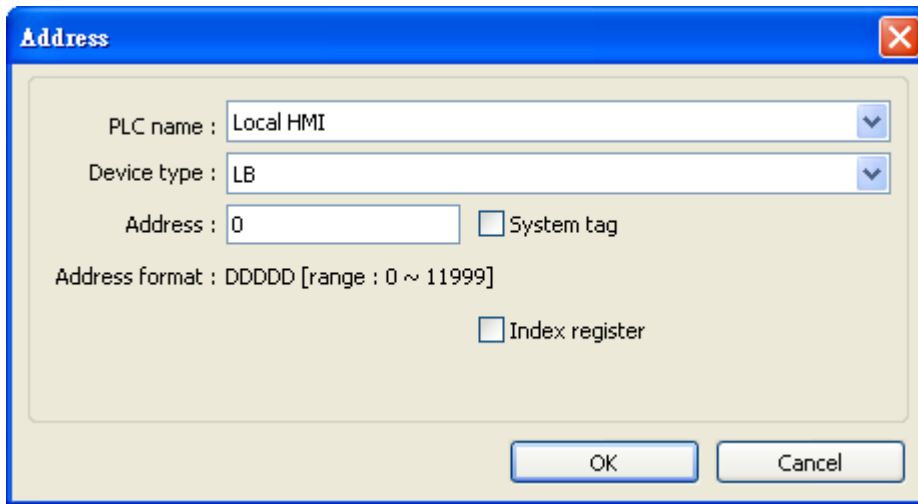 Address
PLC name : Local HMI
Device type : LB
Address : 0 System tag
Address format : DDDDD [range : 0 ~ 11999]
Index register
OK Cancel